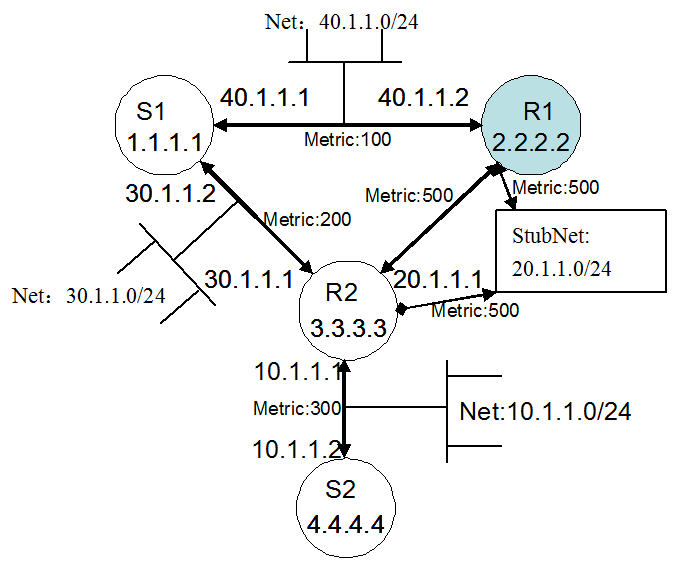 Net：40.1.1.0/24
S1
1.1.1.1
40.1.1.1
40.1.1.2
R1
2.2.2.2
Metric:100
30.1.1.2
Metric:200
Metric:500
Metric:500
StubNet:
20.1.1.0/24
Net：30.1.1.0/24
30.1.1.1
R2
3.3.3.3
20.1.1.1
Metric:500
10.1.1.1
Metric:300
Net:10.1.1.0/24
10.1.1.2
S2
4.4.4.4